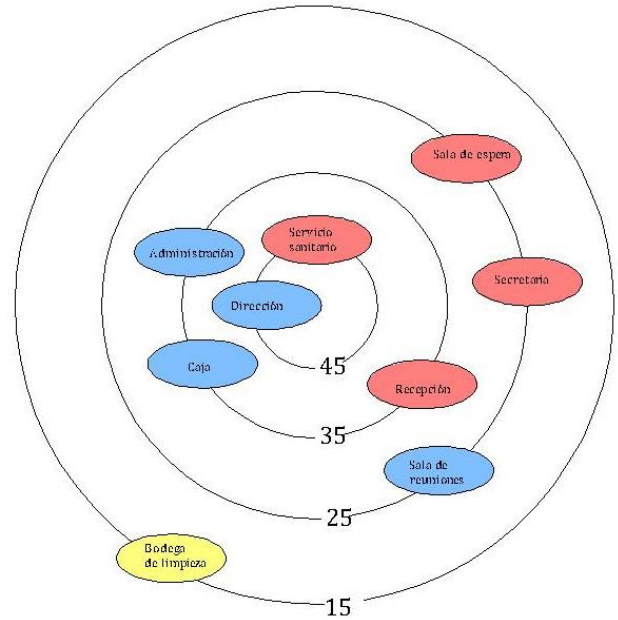 Sala de espera
Servicio
sanitario
Administración
Secretaria
Dirección
45
Caja
Recepción
35
Sala de
reuniones
25
Bodega
de limpieza
15